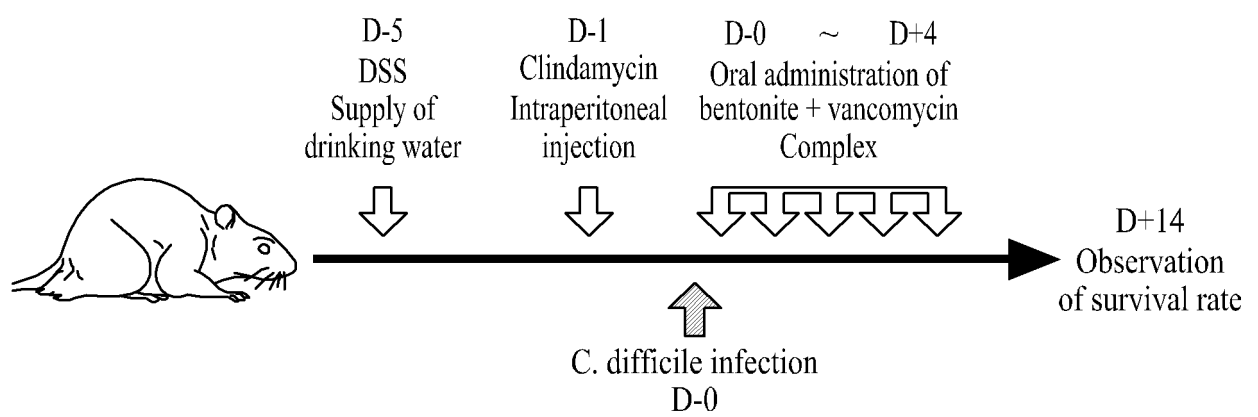 D-5
DSS
Supply of
drinking water
D-1
Clindamycin
Intraperitoneal
injection
D-0 ~ D+4
Oral administration of
bentonite + vancomycin
Complex
D+14
Observation
of survival rate
C. difficile infection
D-0